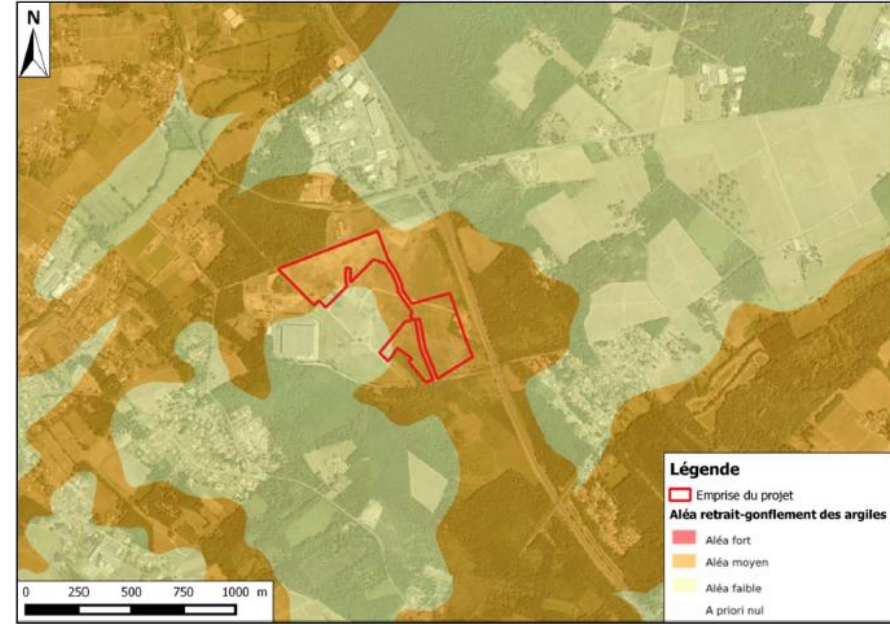 N
Légende
Emprise du projet
Aléa retrait-gonflement des argiles
Aléa fort
Aléa moyen
Aléa faible
A priori nul
0 250 500 750 1000 m